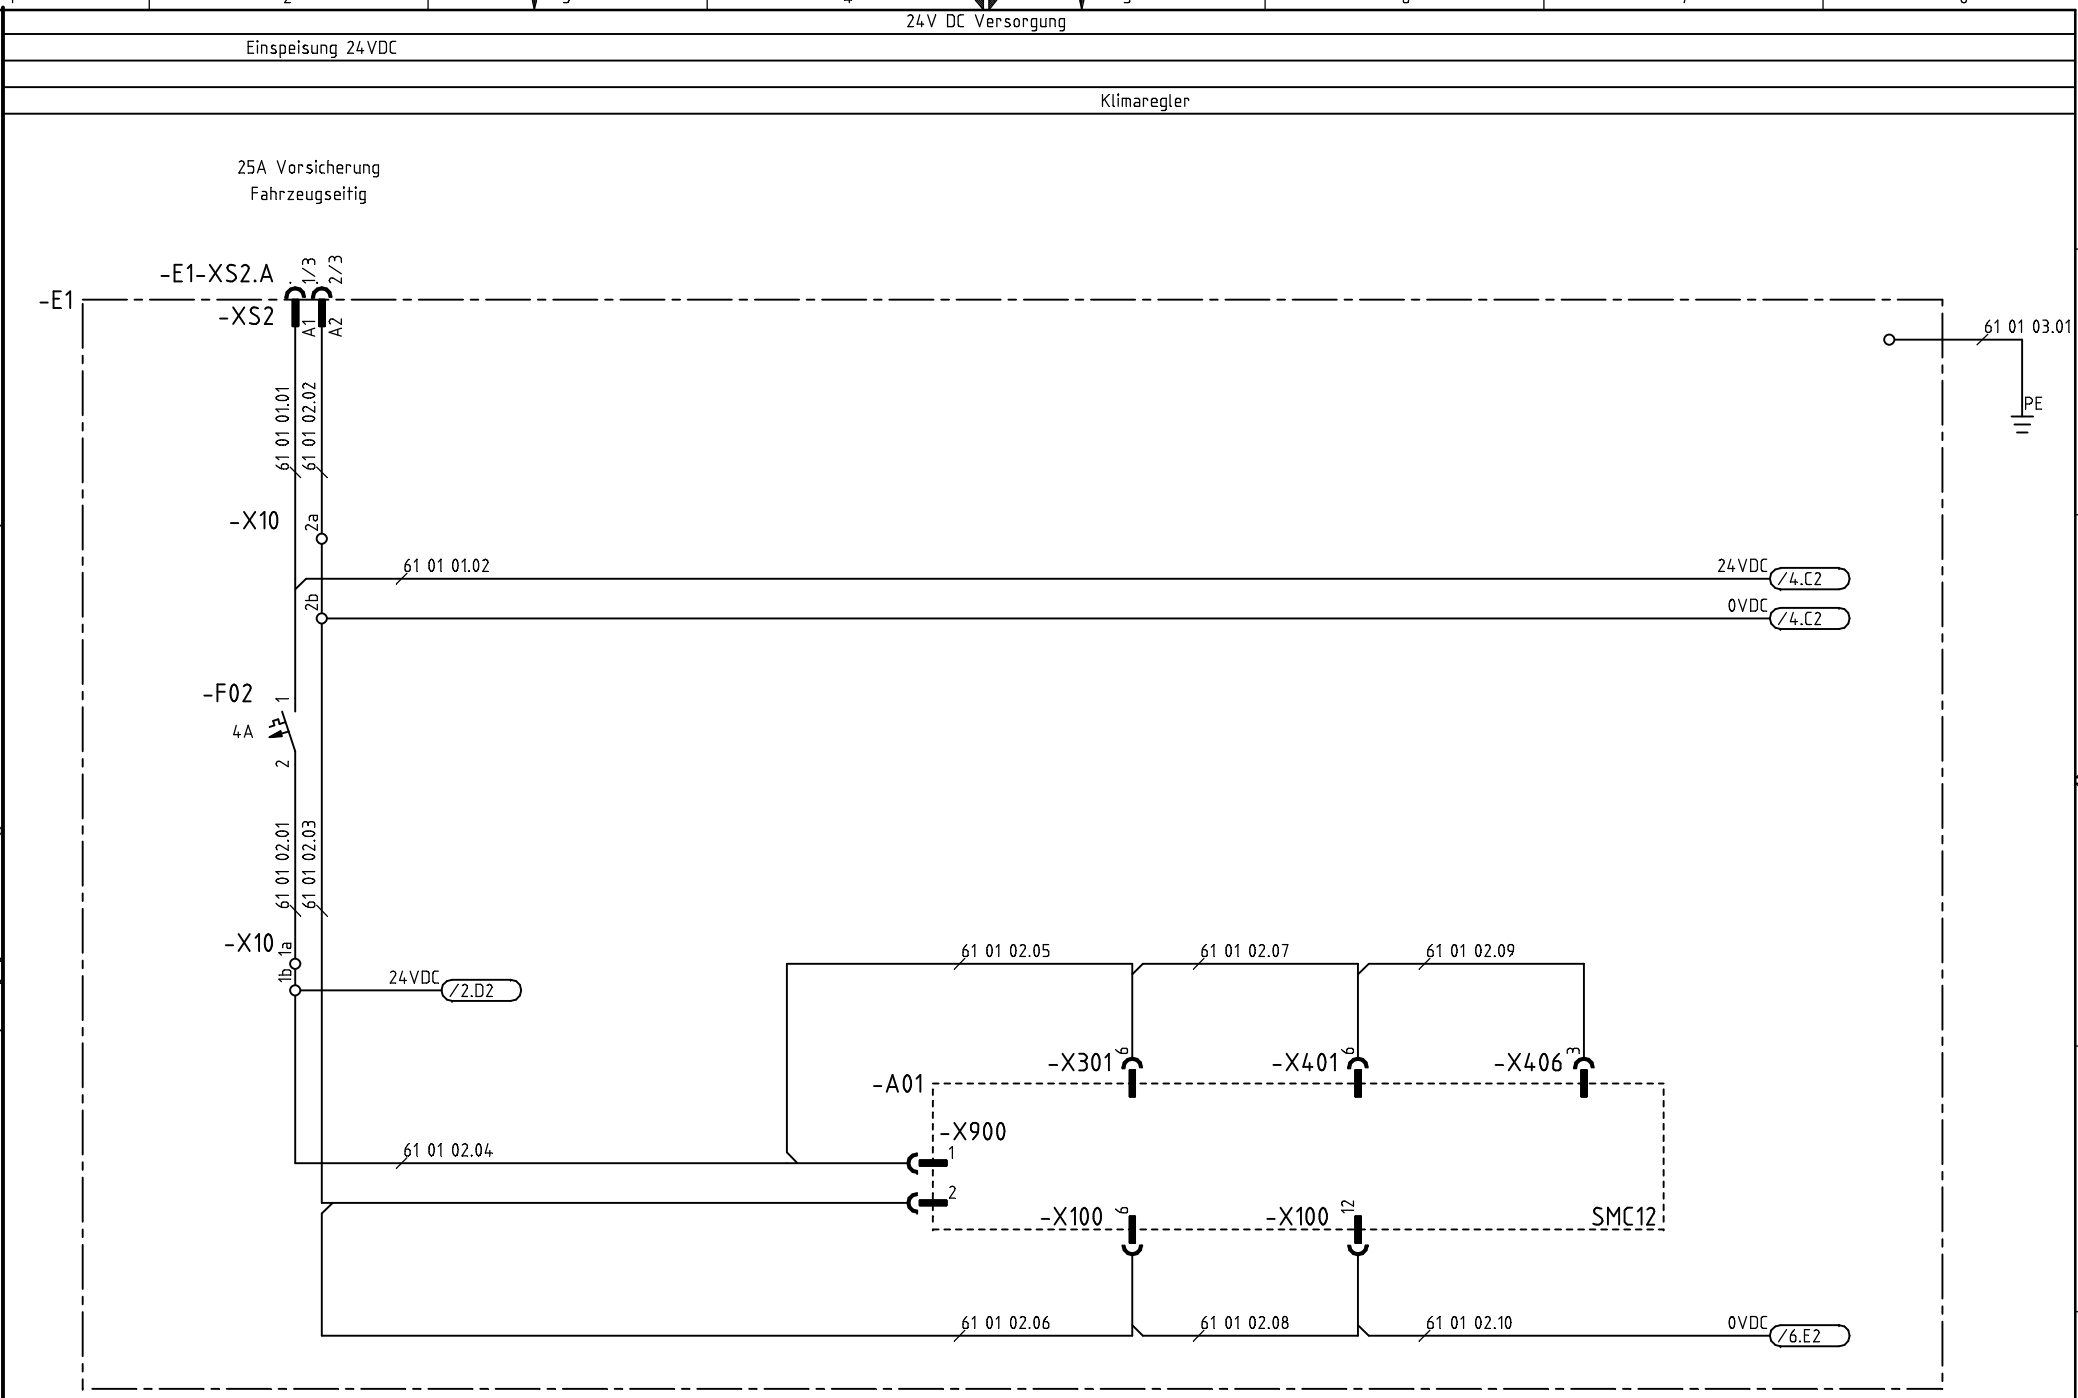 24V DC Versorgung
Einspeisung 24VDC
Klimaregler
25A Vorsicherung
Fahrzeugseitig
-E1-XS2.A
1/3
2/3
-E1
-XS2
A1
A2
61 01 03.01
PE
61 01 01.01
61 01 02.02
-X10
2a
61 01 01.02
24VDC
/4.C2
2b
0VDC
/4.C2
-F02
1
4A
2
61 01 02.01
61 01 02.03
-X10
1a
1b
24VDC
/2.D2
61 01 02.05
61 01 02.07
61 01 02.09
-X301
6
-X401
6
-X406
3
-A01
-X900
1
61 01 02.04
2
-X100
6
-X100
12
SMC12
61 01 02.06
61 01 02.08
61 01 02.10
0VDC
/6.E2